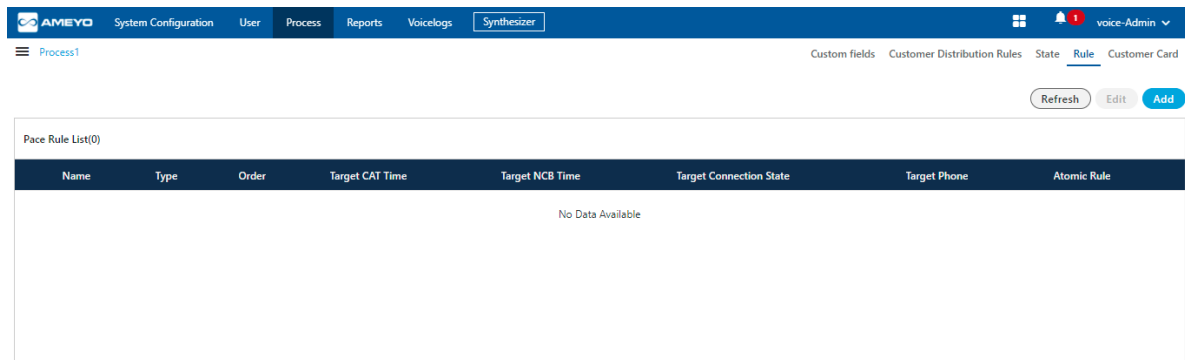 AMEYO System Configuration User Process Reports Voicelogs Synthesizer 1 voice-Admin
Process1 Custom fields Customer Distribution Rules State Rule Customer Card
Refresh Edit Add
Pace Rule List(0)
Name Type Order Target CAT Time Target NCB Time Target Connection State Target Phone Atomic Rule
No Data Available